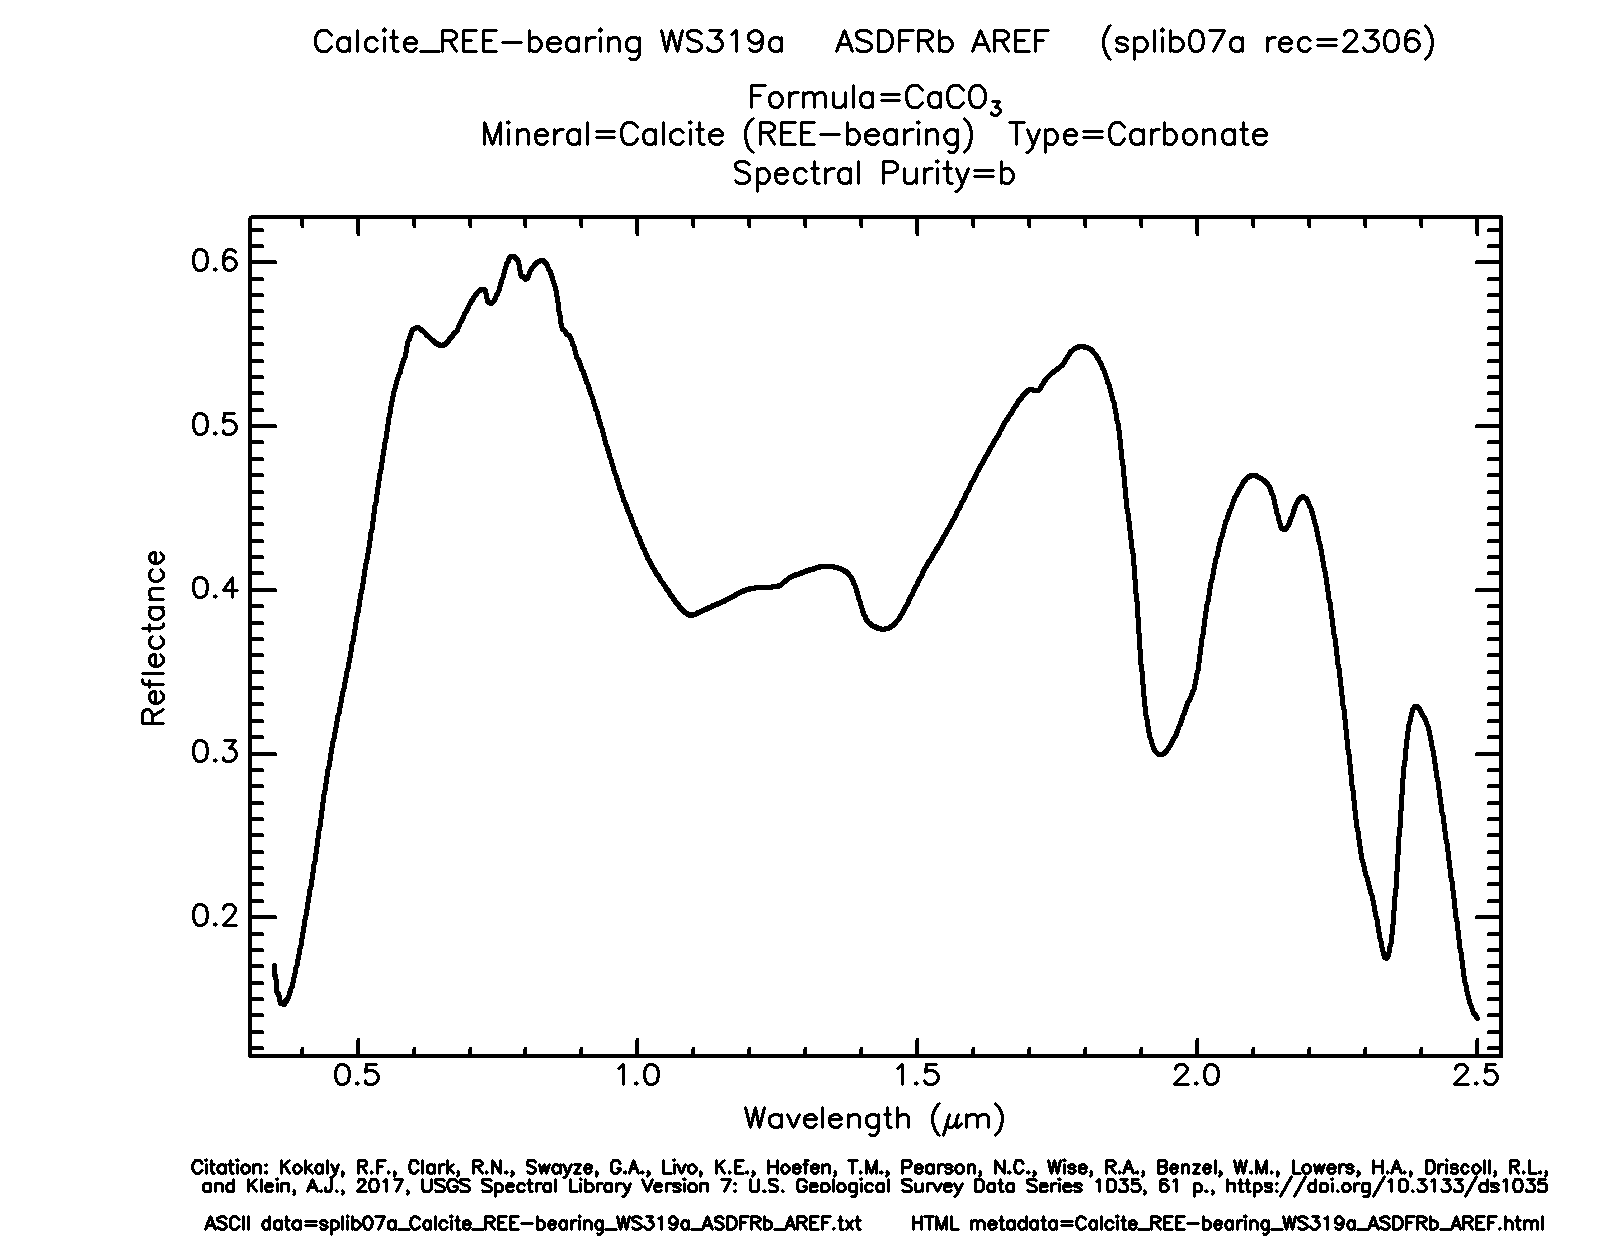 Calcite_REE-bearing WS319a ASDFRb AREF (splib07a rec=2306)
Formula=CaCO₃
Mineral=Calcite (REE-bearing) Type=Carbonate
Spectral Purity=b
0.6
0.5
0.4
0.3
0.2
Reflectance
0.5 1.0 1.5 2.0 2.5
Wavelength (μm)
Citation: Kokaly, R.F., Clark, R.N., Swayze, G.A., Livo, K.E., Hoefen, T.M., Pearson, N.C., Wise, R.A., Benzel, W.M., Lowers, H.A., Driscoll, R.L.,
and Klein, A.J., 2017, USGS Spectral Library Version 7: U.S. Geological Survey Data Series 1035, 61 p., https://doi.org/10.3133/ds1035
ASCII data=splib07a_Calcite_REE-bearing_WS319a_ASDFRb_AREF.txt HTML metadata=Calcite_REE-bearing_WS319a_ASDFRb_AREF.html